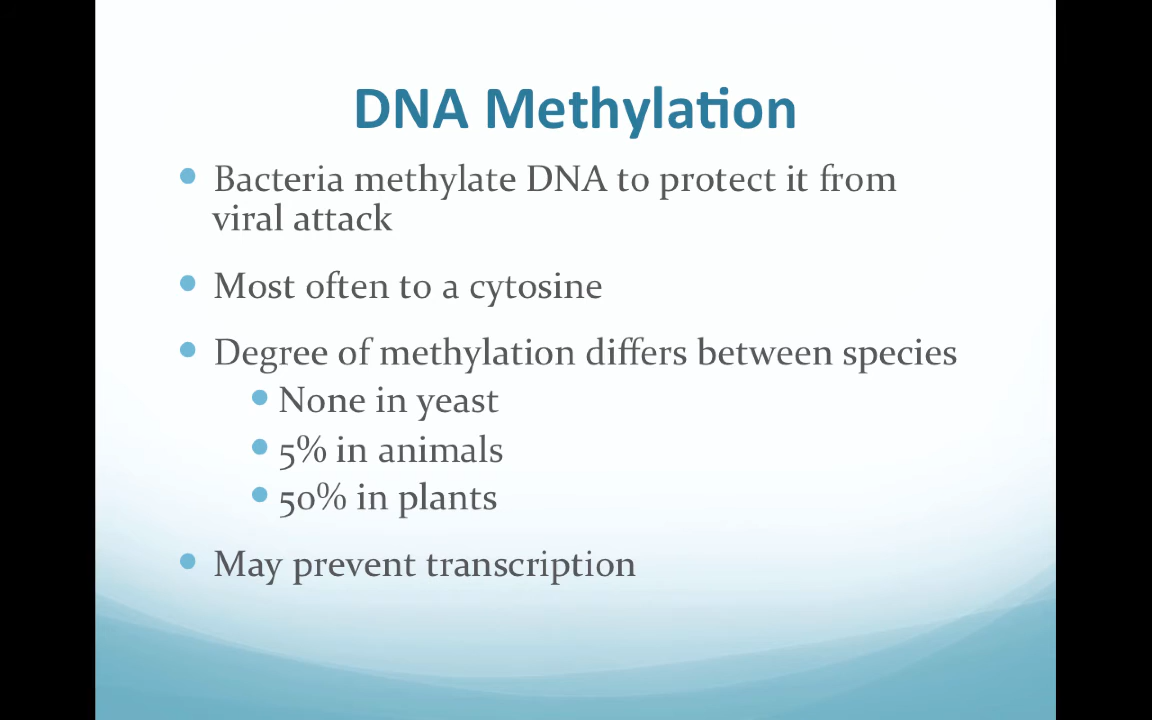 DNA Methylation
• Bacteria methylate DNA to protect it from
viral attack
• Most often to a cytosine
• Degree of methylation differs between species
• None in yeast
• 5% in animals
• 50% in plants
• May prevent transcription